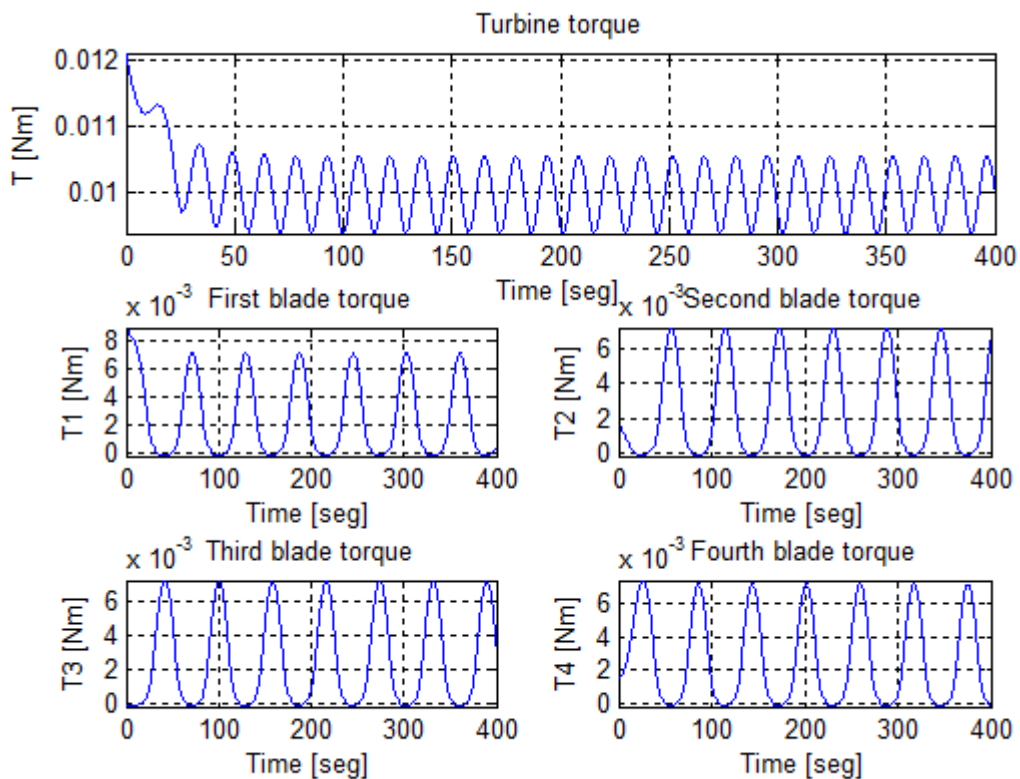 Turbine torque
T [Nm]
0.012
0.011
0.01
0 50 100 150 200 250 300 350 400
Time [seg]
x 10^-3 First blade torque
T1 [Nm]
8
6
4
2
0
0 100 200 300 400
Time [seg]
x 10^-3 Second blade torque
T2 [Nm]
6
4
2
0
0 100 200 300 400
Time [seg]
x 10^-3 Third blade torque
T3 [Nm]
6
4
2
0
0 100 200 300 400
Time [seg]
x 10^-3 Fourth blade torque
T4 [Nm]
6
4
2
0
0 100 200 300 400
Time [seg]